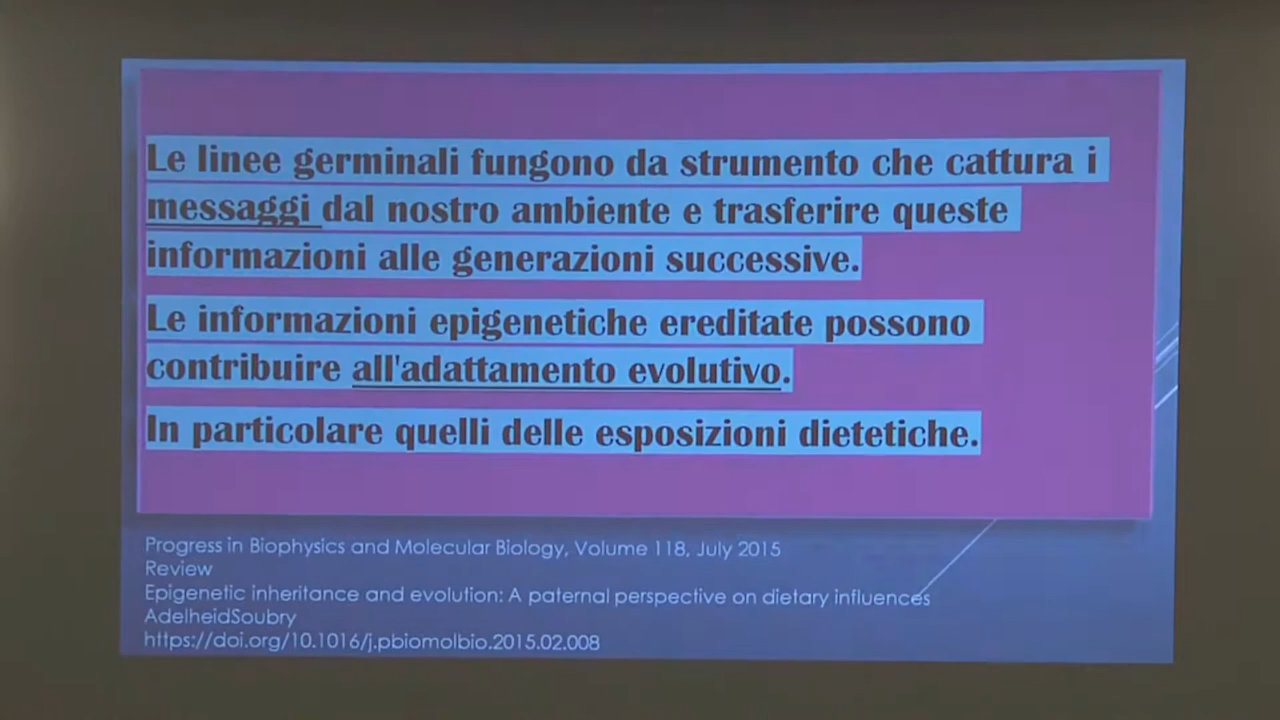 Le linee germinali fungono da strumento che cattura i
messaggi dal nostro ambiente e trasferire queste
informazioni alle generazioni successive.
Le informazioni epigenetiche ereditate possono
contribuire all'adattamento evolutivo.
In particolare quelli delle esposizioni dietetiche.
Progress in Biophysics and Molecular Biology, Volume 118, July 2015
Review
Epigenetic inheritance and evolution: A paternal perspective on dietary influences
AdelheidSoubry
https://doi.org/10.1016/j.pbiomolbio.2015.02.008